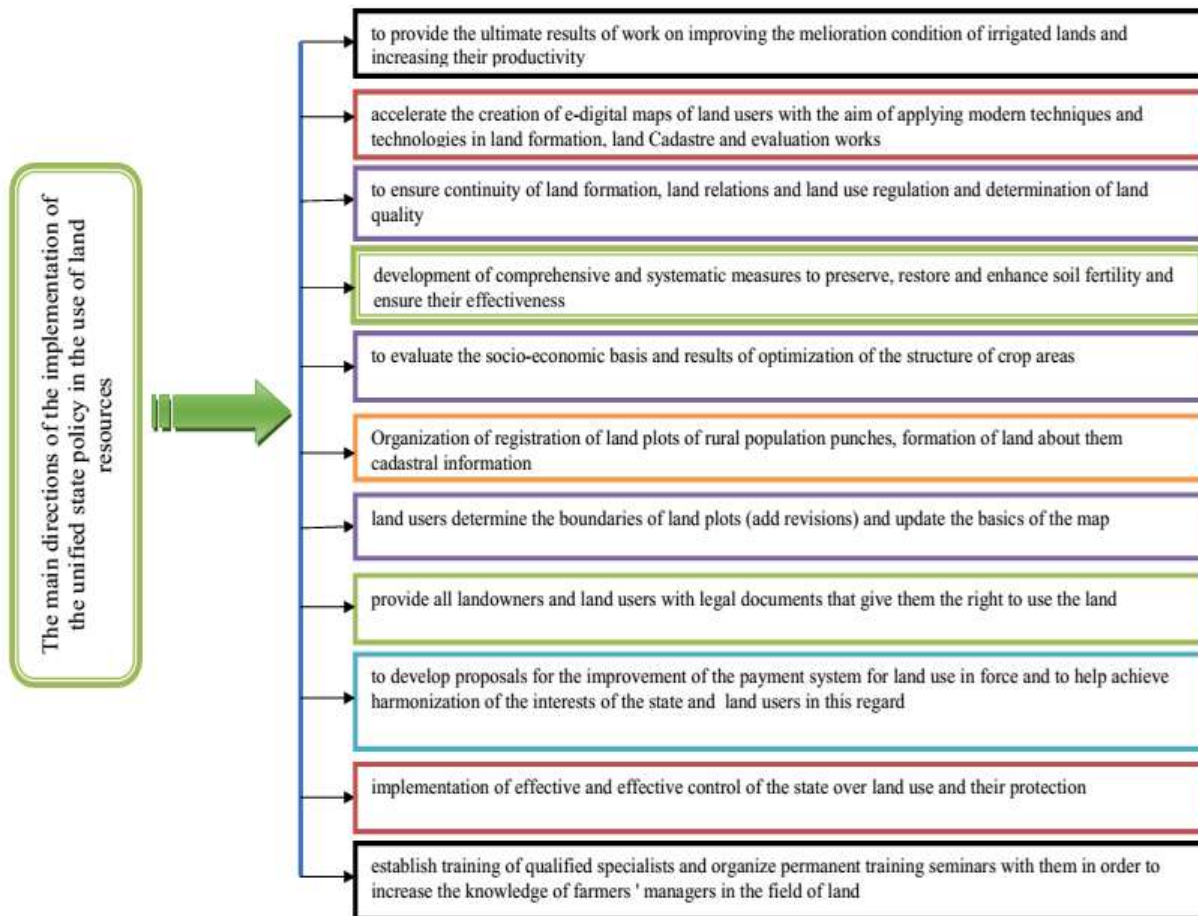 The main directions of the implementation of
the unified state policy in the use of land
resources
to provide the ultimate results of work on improving the melioration condition of irrigated lands and
increasing their productivity
accelerate the creation of e-digital maps of land users with the aim of applying modern techniques and
technologies in land formation, land Cadastre and evaluation works
to ensure continuity of land formation, land relations and land use regulation and determination of land
quality
development of comprehensive and systematic measures to preserve, restore and enhance soil fertility and
ensure their effectiveness
to evaluate the socio-economic basis and results of optimization of the structure of crop areas
Organization of registration of land plots of rural population punches, formation of land about them
cadastral information
land users determine the boundaries of land plots (add revisions) and update the basics of the map
provide all landowners and land users with legal documents that give them the right to use the land
to develop proposals for the improvement of the payment system for land use in force and to help achieve
harmonization of the interests of the state and land users in this regard
implementation of effective and effective control of the state over land use and their protection
establish training of qualified specialists and organize permanent training seminars with them in order to
increase the knowledge of farmers ' managers in the field of land